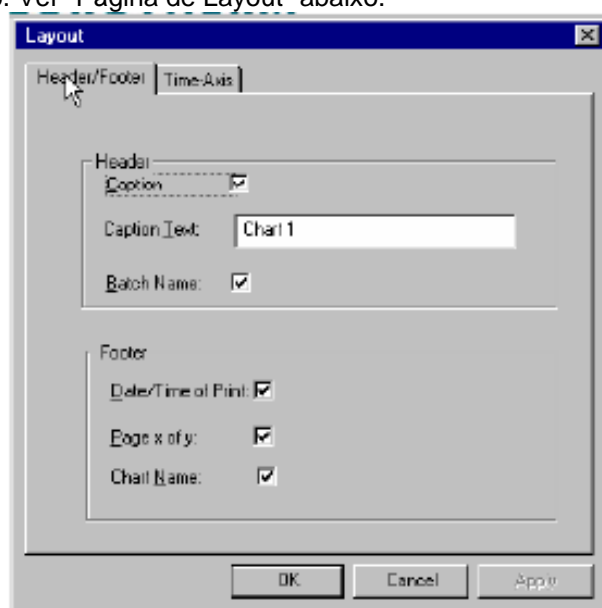 Ver "Página de Layout" abaixo.
Layout
Header/Footer Time-Axis
Header
Caption
Caption Text: Chart 1
Batch Name:
Footer
Date/Time of Print:
Page x of y:
Chart Name:
OK Cancel Apply